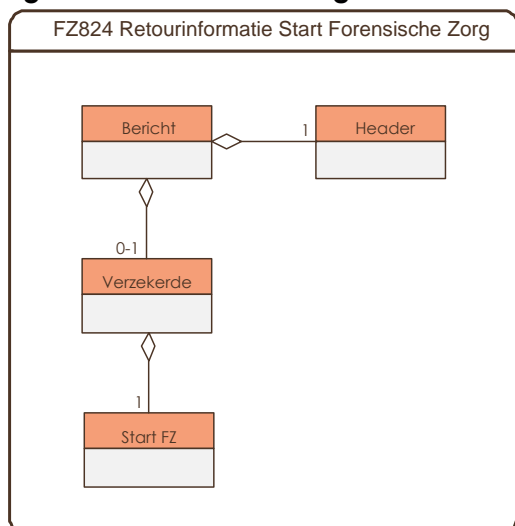 FZ824 Retourinformatie Start Forensische Zorg
Bericht
1
Header
0-1
Verzekerde
1
Start FZ